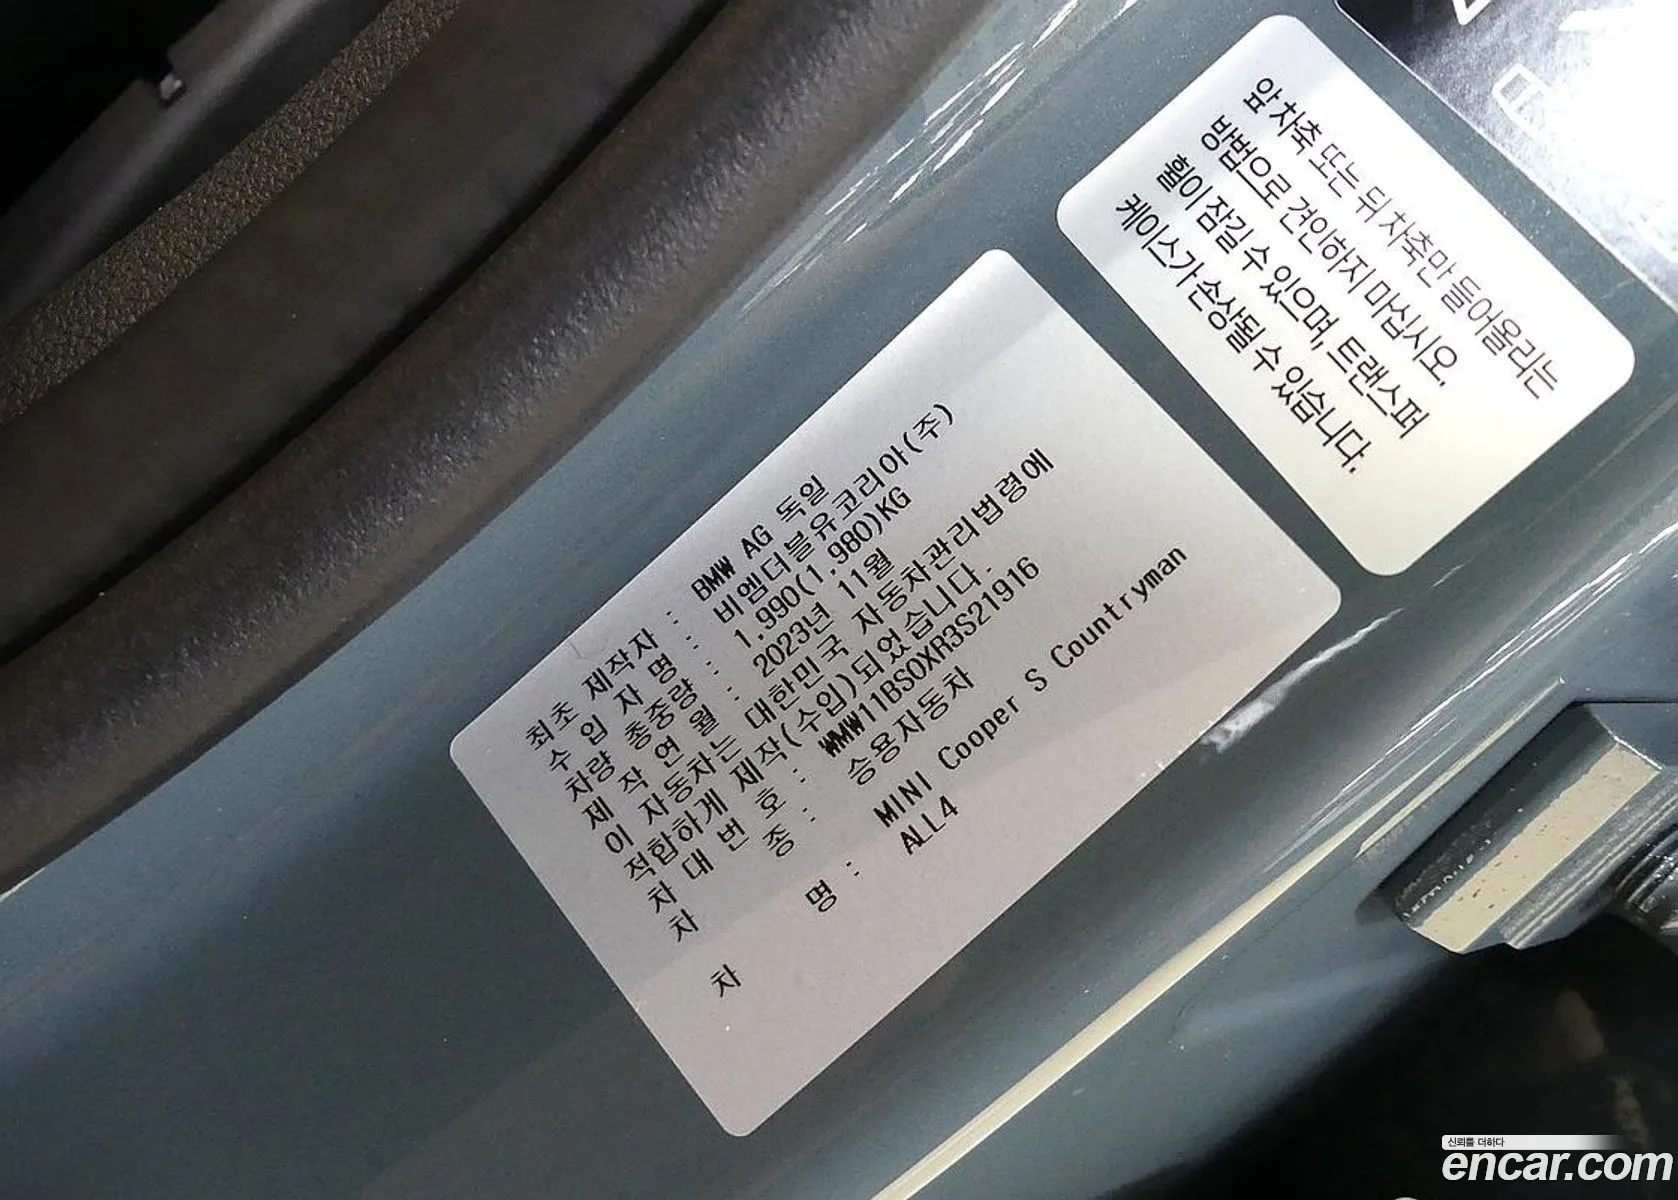 앞 차축 또는 뒤 차축만 들어올리는
방법으로 견인하지 마십시오.
휠이 잠길 수 있으며, 트랜스퍼
케이스가 손상될 수 있습니다.
최초 제작자 : BMW AG 독일
수 입 자 명 : 비엠더블유코리아(주)
차량 총중량 : 1,990(1,980)KG
제 작 연 월 : 2023년 11월
이 자동차는 대한민국 자동차관리법령에
적합하게 제작(수입)되었습니다.
차 대 번 호 : WMW11BS0XR3S21916
차 종 : 승용자동차
차 명 : MINI Cooper S Countryman
ALL4
신뢰를 더하다
encar.com